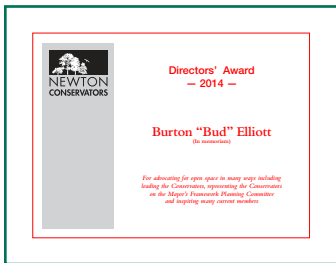 NEWTON
CONSERVATORS
Directors' Award
— 2014 —
Burton “Bud” Elliott
(In memoriam)
For advocating for open space in many ways including
leading the Conservators, representing the Conservators
on the Mayor's Framework Planning Committee
and inspiring many current members